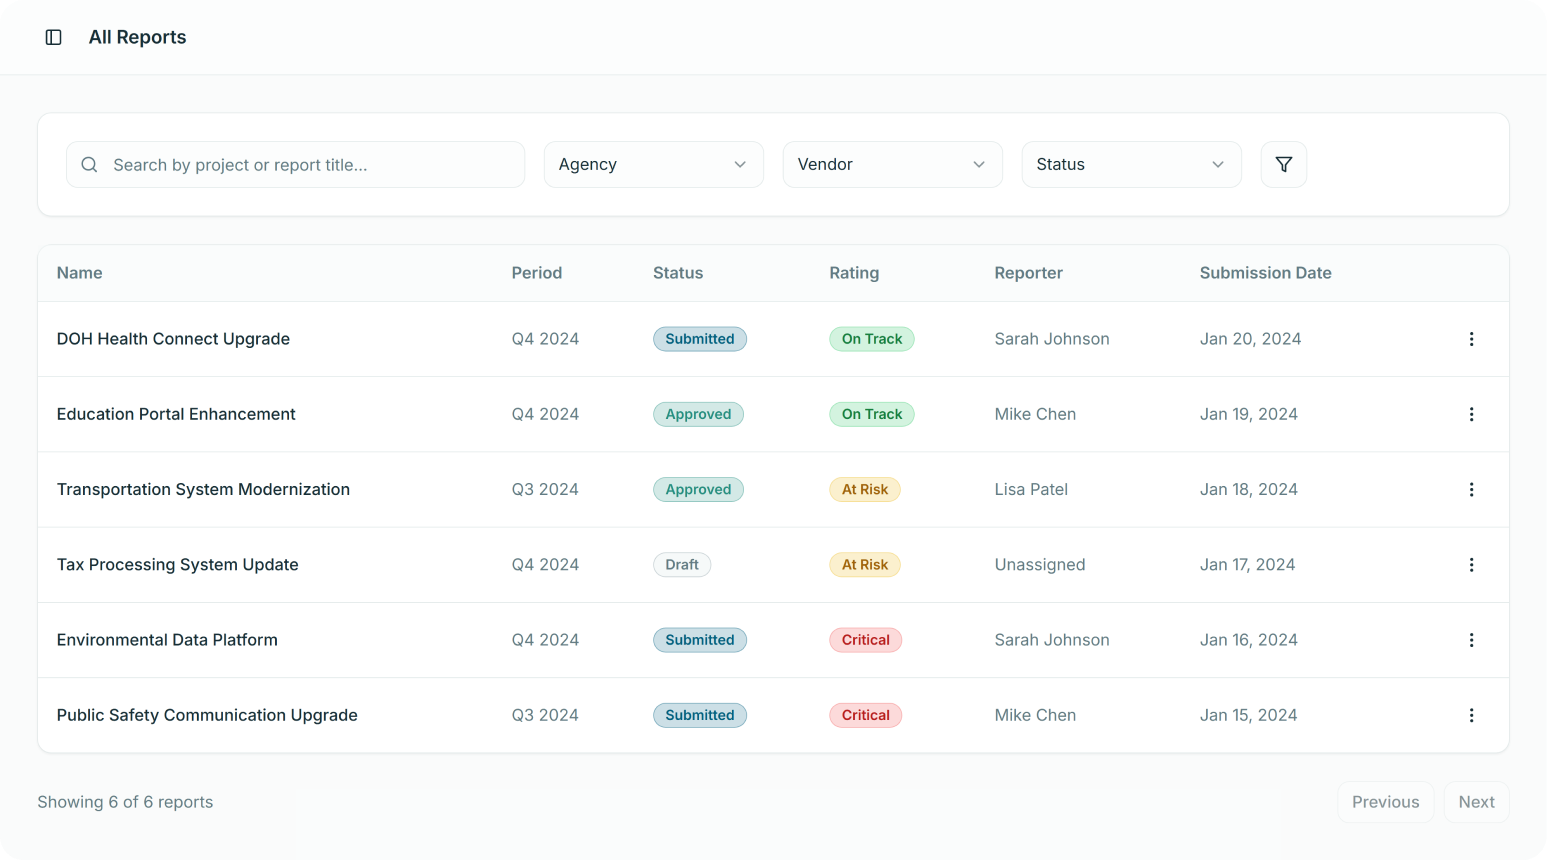 All Reports
Search by project or report title...
Agency
Vendor
Status
Name Period Status Rating Reporter Submission Date
DOH Health Connect Upgrade Q4 2024 Submitted On Track Sarah Johnson Jan 20, 2024
Education Portal Enhancement Q4 2024 Approved On Track Mike Chen Jan 19, 2024
Transportation System Modernization Q3 2024 Approved At Risk Lisa Patel Jan 18, 2024
Tax Processing System Update Q4 2024 Draft At Risk Unassigned Jan 17, 2024
Environmental Data Platform Q4 2024 Submitted Critical Sarah Johnson Jan 16, 2024
Public Safety Communication Upgrade Q3 2024 Submitted Critical Mike Chen Jan 15, 2024
Showing 6 of 6 reports
Previous
Next